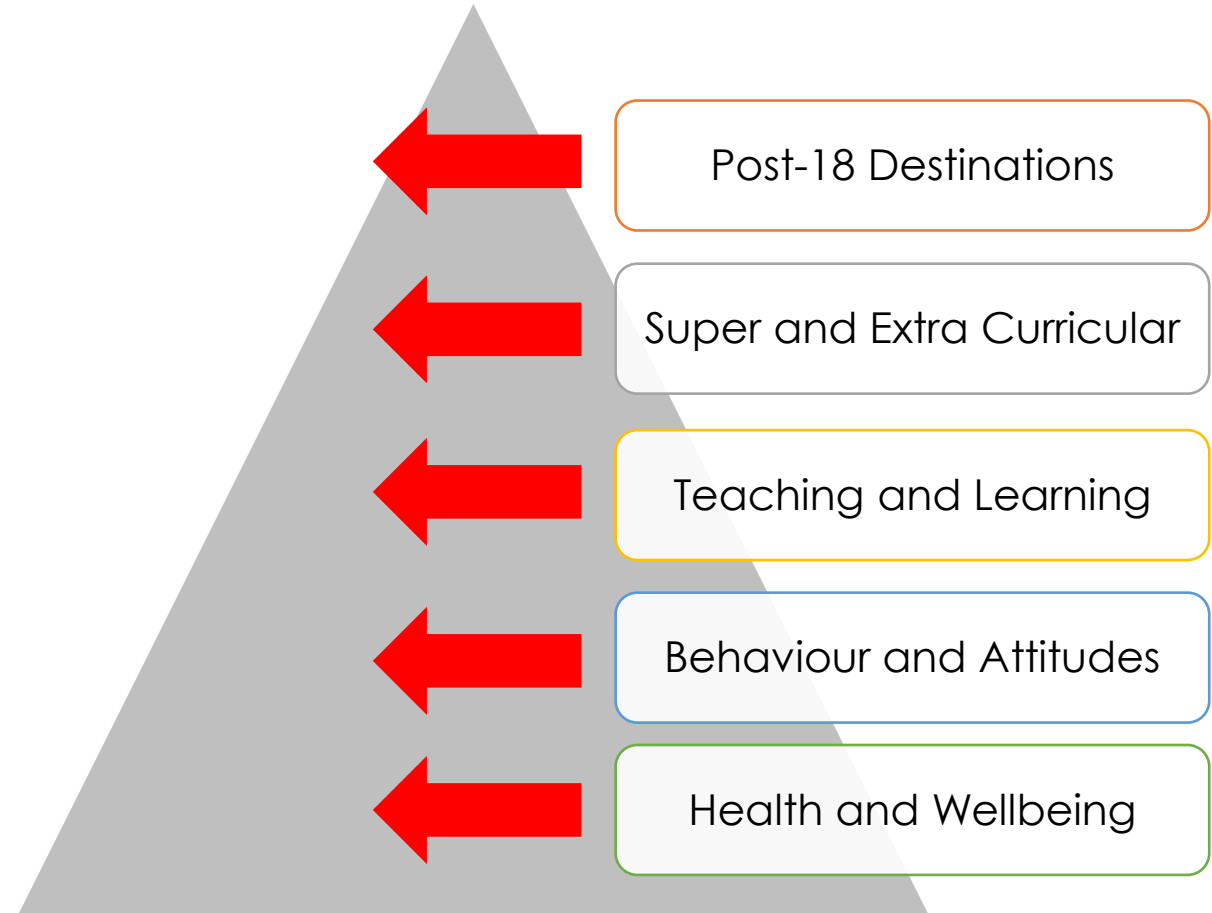 Post-18 Destinations
Super and Extra Curricular
Teaching and Learning
Behaviour and Attitudes
Health and Wellbeing